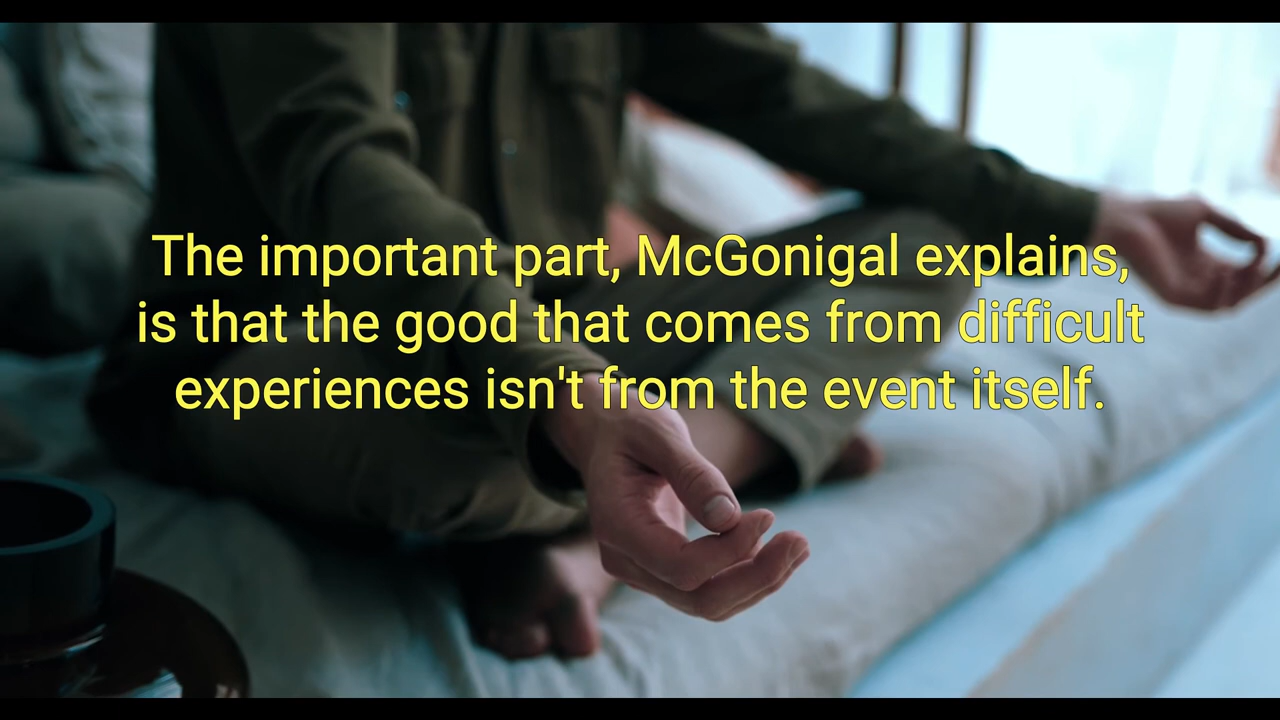 The important part, McGonigal explains,
is that the good that comes from difficult
experiences isn't from the event itself.